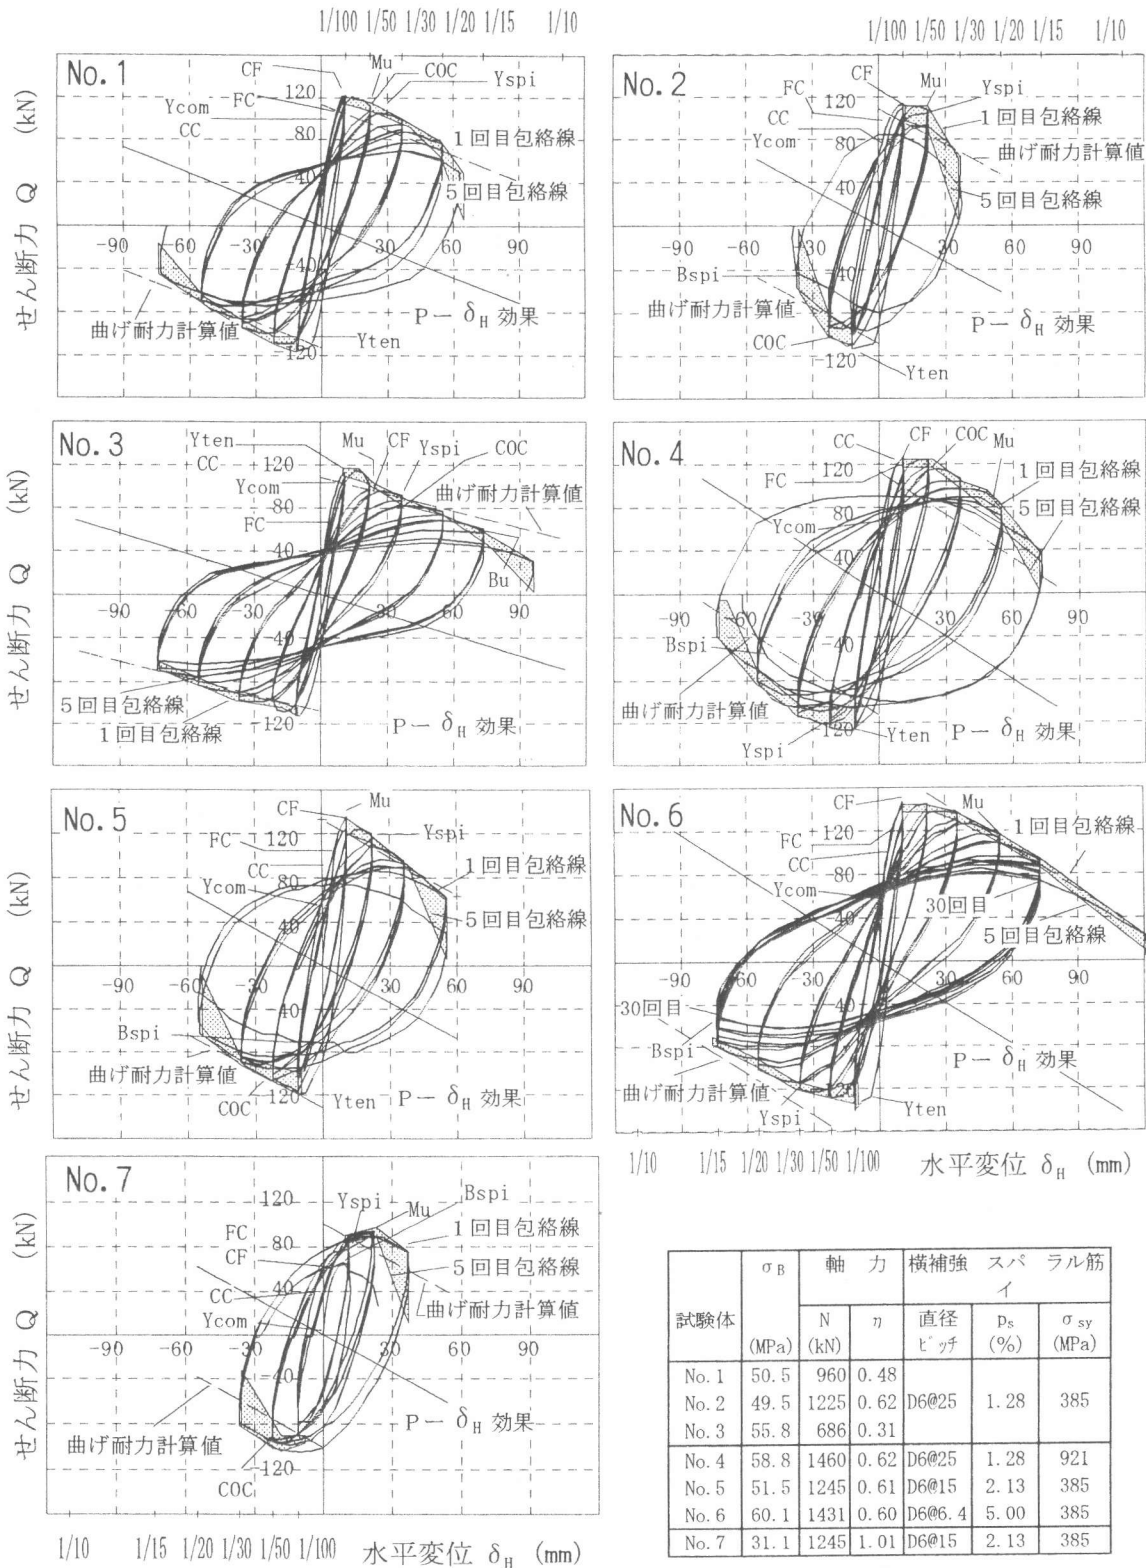 1/100 1/50 1/30 1/20 1/15 1/10
1/100 1/50 1/30 1/20 1/15 1/10
せん断力 Q (kN)
No.1
CF
Mu
COC
Yspi
Ycom
FC
CC
120
80
40
1回目包絡線
5回目包絡線
-90 -60 -30 30 60 90
-40
-120
曲げ耐力計算値
P－δH 効果
Yten
No.2
CF
Mu
Yspi
CC
Ycom
120
80
40
1回目包絡線
曲げ耐力計算値
5回目包絡線
-90 -60 -30 30 60 90
40
-120
Bspi
曲げ耐力計算値
COC
P－δH 効果
Yten
せん断力 Q (kN)
No.3
Yten
Mu
CF
Yspi
COC
CC
Ycom
FC
120
80
40
曲げ耐力計算値
Bu
-90 -60 -30 30 60 90
-40
-120
5回目包絡線
1回目包絡線
P－δH 効果
No.4
CC
CF
COC
Mu
FC
Ycom
120
80
40
1回目包絡線
5回目包絡線
-90 -60 -30 30 60 90
-40
-120
Bspi
曲げ耐力計算値
Yspi
Yten
P－δH 効果
せん断力 Q (kN)
No.5
CF
Mu
FC
Yspi
CC
Ycom
120
80
40
1回目包絡線
5回目包絡線
-90 -60 -30 30 60 90
40
120
Bspi
曲げ耐力計算値
COC
Yten
P－δH 効果
No.6
CF
Mu
FC
CC
Ycom
120
80
40
1回目包絡線
30回目
5回目包絡線
-90 -60 -30 30 60 90
40
-120
30回目
Bspi
曲げ耐力計算値
Yspi
Yten
P－δH 効果
1/10 1/15 1/20 1/30 1/50 1/100 水平変位 δH (mm)
せん断力 Q (kN)
No.7
Yspi
Mu
Bspi
FC
CF
CC
Ycom
120
80
40
1回目包絡線
5回目包絡線
曲げ耐力計算値
-90 -60 -30 30 60 90
-40
-120
曲げ耐力計算値
COC
P－δH 効果
1/10 1/15 1/20 1/30 1/50 1/100 水平変位 δH (mm)
試験体 σB (MPa) 軸 力 横補強 スパイラル筋
N (kN) η 直径 ピッチ ps (%) σsy (MPa)
No.1 50.5 960 0.48
No.2 49.5 1225 0.62 D6@25 1.28 385
No.3 55.8 686 0.31
No.4 58.8 1460 0.62 D6@25 1.28 921
No.5 51.5 1245 0.61 D6@15 2.13 385
No.6 60.1 1431 0.60 D6@6.4 5.00 385
No.7 31.1 1245 1.01 D6@15 2.13 385